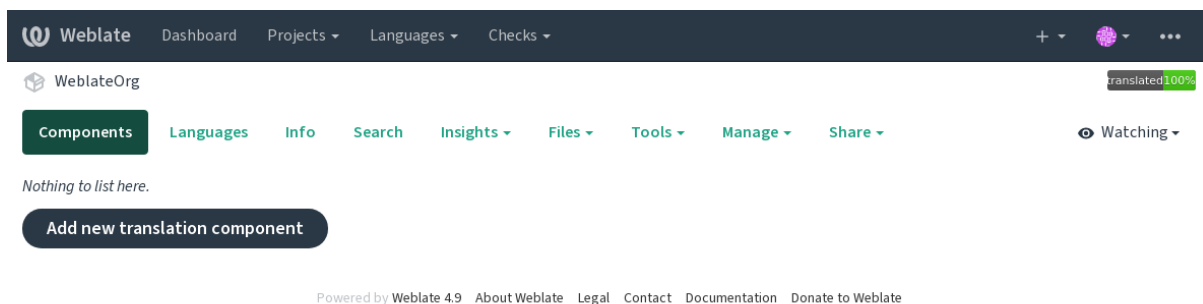 Weblate Dashboard Projects Languages Checks
WeblateOrg translated 100%
Components Languages Info Search Insights Files Tools Manage Share Watching
Nothing to list here.
Add new translation component
Powered by Weblate 4.9 About Weblate Legal Contact Documentation Donate to Weblate